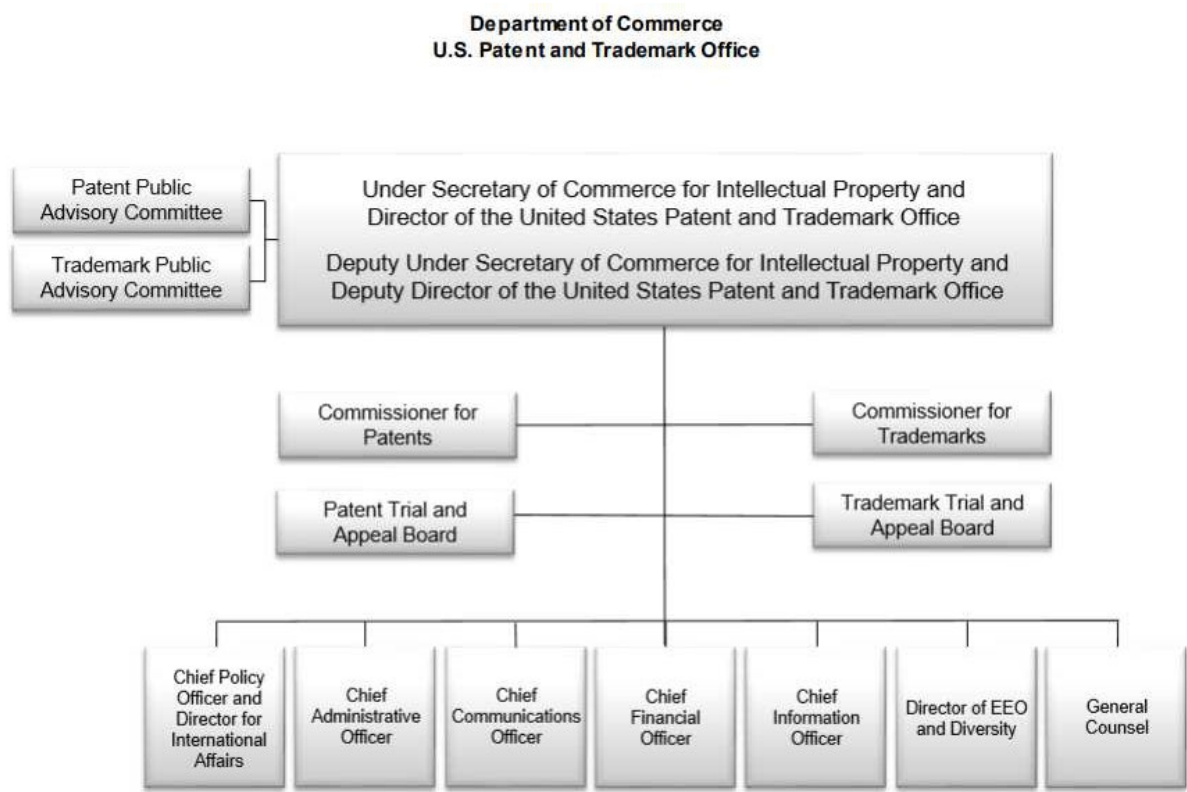 Department of Commerce
U.S. Patent and Trademark Office
Patent Public
Advisory Committee
Trademark Public
Advisory Committee
Under Secretary of Commerce for Intellectual Property and
Director of the United States Patent and Trademark Office
Deputy Under Secretary of Commerce for Intellectual Property and
Deputy Director of the United States Patent and Trademark Office
Commissioner for
Patents
Commissioner for
Trademarks
Patent Trial and
Appeal Board
Trademark Trial and
Appeal Board
Chief Policy
Officer and
Director for
International
Affairs
Chief
Administrative
Officer
Chief
Communications
Officer
Chief
Financial
Officer
Chief
Information
Officer
Director of EEO
and Diversity
General
Counsel